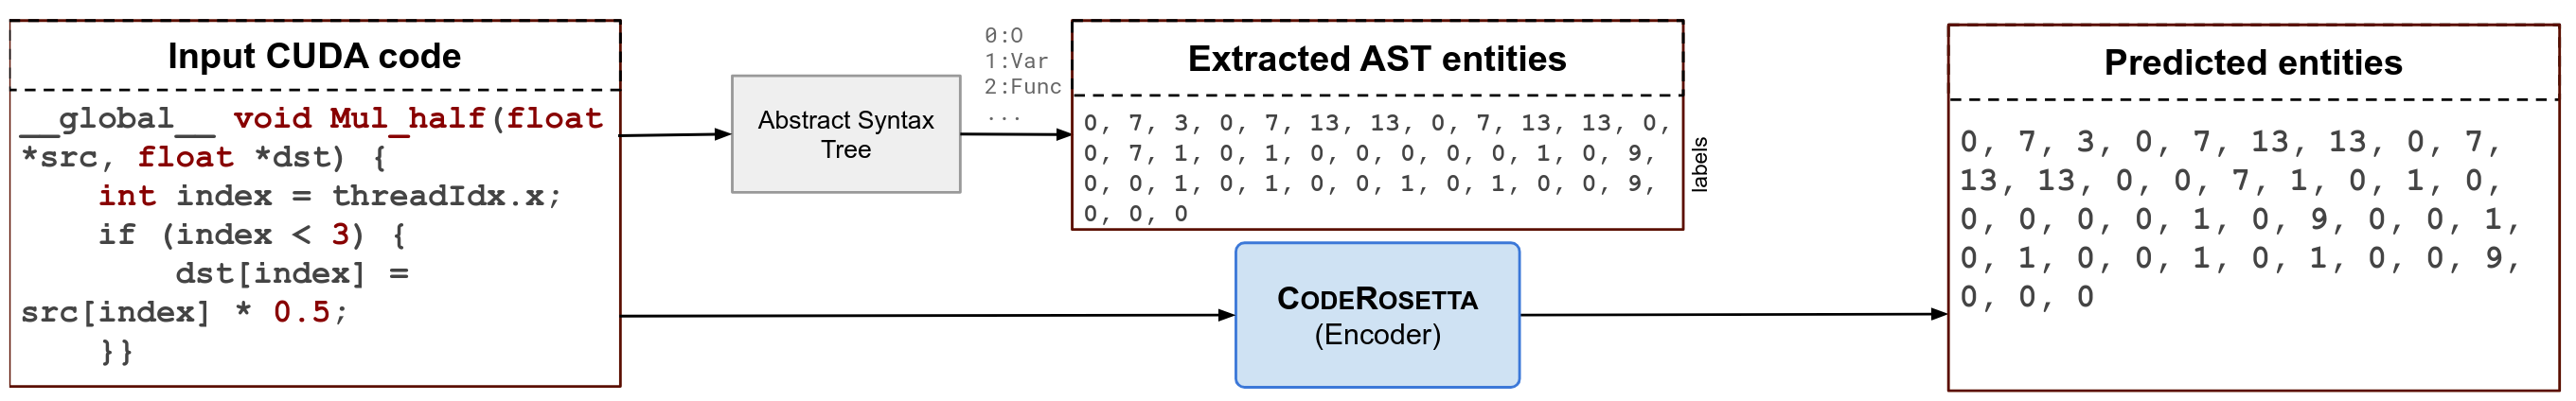 Input CUDA code
__global__ void Mul_half(float
*src, float *dst) {
    int index = threadIdx.x;
    if (index < 3) {
        dst[index] =
src[index] * 0.5;
    }}
Abstract Syntax
Tree
0:O
1:Var
2:Func
...
Extracted AST entities
0, 7, 3, 0, 7, 13, 13, 0, 7, 13, 13, 0,
0, 7, 1, 0, 1, 0, 0, 0, 0, 0, 1, 0, 9,
0, 0, 1, 0, 1, 0, 0, 1, 0, 1, 0, 0, 9,
0, 0, 0
labels
CODEROSETTA
(Encoder)
Predicted entities
0, 7, 3, 0, 7, 13, 13, 0, 7,
13, 13, 0, 0, 7, 1, 0, 1, 0,
0, 0, 0, 0, 1, 0, 9, 0, 0, 1,
0, 1, 0, 0, 1, 0, 1, 0, 0, 9,
0, 0, 0